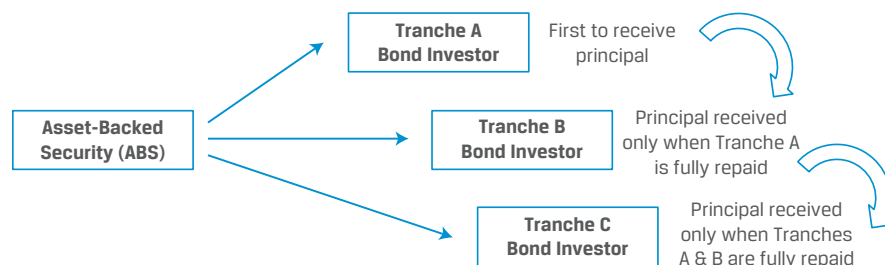 Tranche A
Bond Investor
First to receive
principal
Asset-Backed
Security (ABS)
Tranche B
Bond Investor
Principal received
only when Tranche A
is fully repaid
Tranche C
Bond Investor
Principal received
only when Tranches
A & B are fully repaid